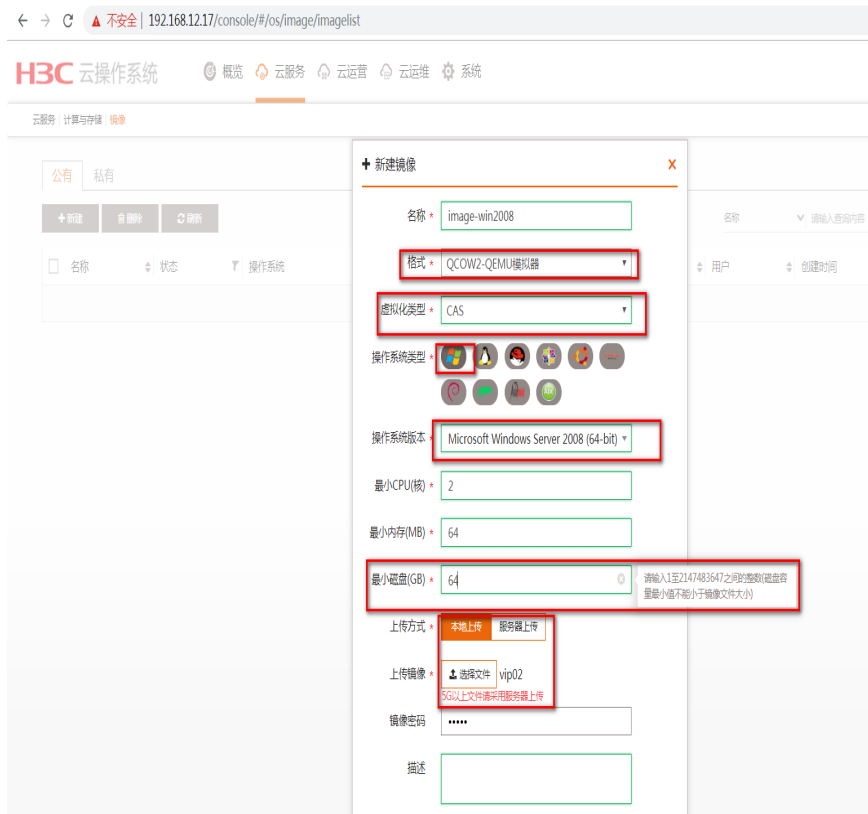 不安全 | 192.168.12.17/console/#/os/image/imagelist
H3C 云操作系统 概览 云服务 云运营 云运维 系统
云服务 | 计算与存储 | 镜像
公有 私有
+新建 删除 刷新
名称 请输入查询内容
名称 状态 操作系统 用户 创建时间
+ 新建镜像 x
名称 * image-win2008
格式 * QCOW2-QEMU模拟器
虚拟化类型 * CAS
操作系统类型 *
操作系统版本 * Microsoft Windows Server 2008 (64-bit)
最小CPU(核) * 2
最小内存(MB) * 64
最小磁盘(GB) * 64
请输入1至2147483647之间的整数(磁盘容
量最小值不能小于镜像文件大小)
上传方式 * 本地上传 服务器上传
上传镜像 * 选择文件 vip02
5G以上文件请采用服务器上传
镜像密码 •••••
描述